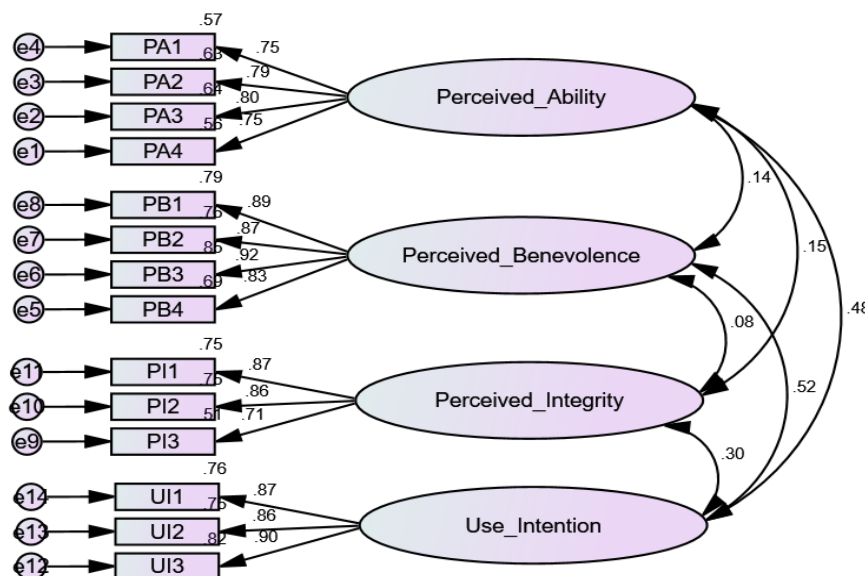 .57
e4 PA1 .75
.63
e3 PA2 .79
.64
e2 PA3 .80
.56
e1 PA4 .75
Perceived_Ability
.79
e8 PB1 .89
.76
e7 PB2 .87
.85
e6 PB3 .92
.69
e5 PB4 .83
Perceived_Benevolence
.14
.15
.48
.75
e11 PI1 .87
.75
e10 PI2 .86
.51
e9 PI3 .71
Perceived_Integrity
.08
.52
.30
.76
e14 UI1 .87
.75
e13 UI2 .86
.82
e12 UI3 .90
Use_Intention